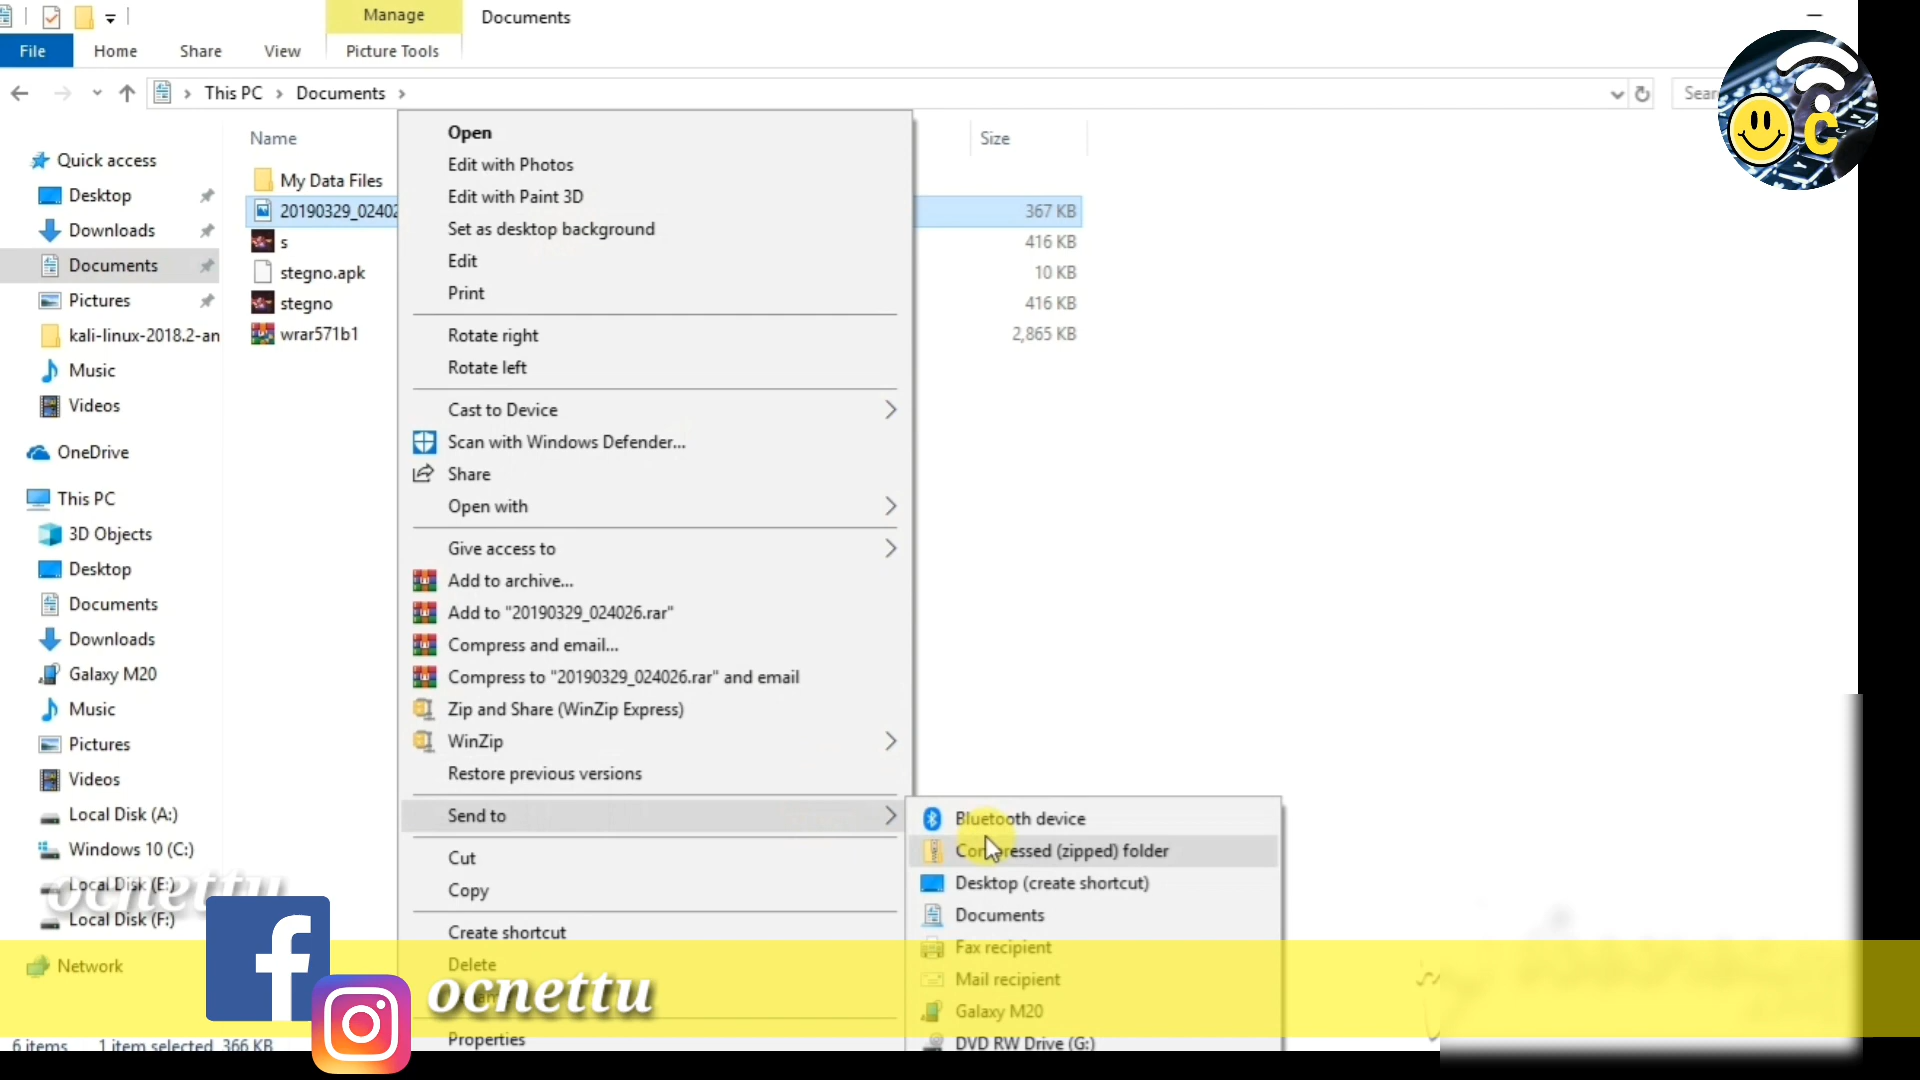 Manage
Documents
File
Home
Share
View
Picture Tools
This PC
Documents
Sear
Name
Size
Quick access
Desktop
Downloads
Documents
Pictures
kali-linux-2018.2-an
Music
Videos
OneDrive
This PC
3D Objects
Desktop
Documents
Downloads
Galaxy M20
Music
Pictures
Videos
Local Disk (A:)
Windows 10 (C:)
Local Disk (E:)
Local Disk (F:)
Network
My Data Files
20190329_02402
367 KB
s
416 KB
stegno.apk
10 KB
stegno
416 KB
wrar571b1
2,865 KB
Open
Edit with Photos
Edit with Paint 3D
Set as desktop background
Edit
Print
Rotate right
Rotate left
Cast to Device
Scan with Windows Defender...
Share
Open with
Give access to
Add to archive...
Add to "20190329_024026.rar"
Compress and email...
Compress to "20190329_024026.rar" and email
Zip and Share (WinZip Express)
WinZip
Restore previous versions
Send to
Cut
Copy
Create shortcut
Delete
Properties
Bluetooth device
Compressed (zipped) folder
Desktop (create shortcut)
Documents
Fax recipient
Mail recipient
Galaxy M20
DVD RW Drive (G:)
6 items
1 item selected
366 KB
ocnettu
ocnettu
f
C